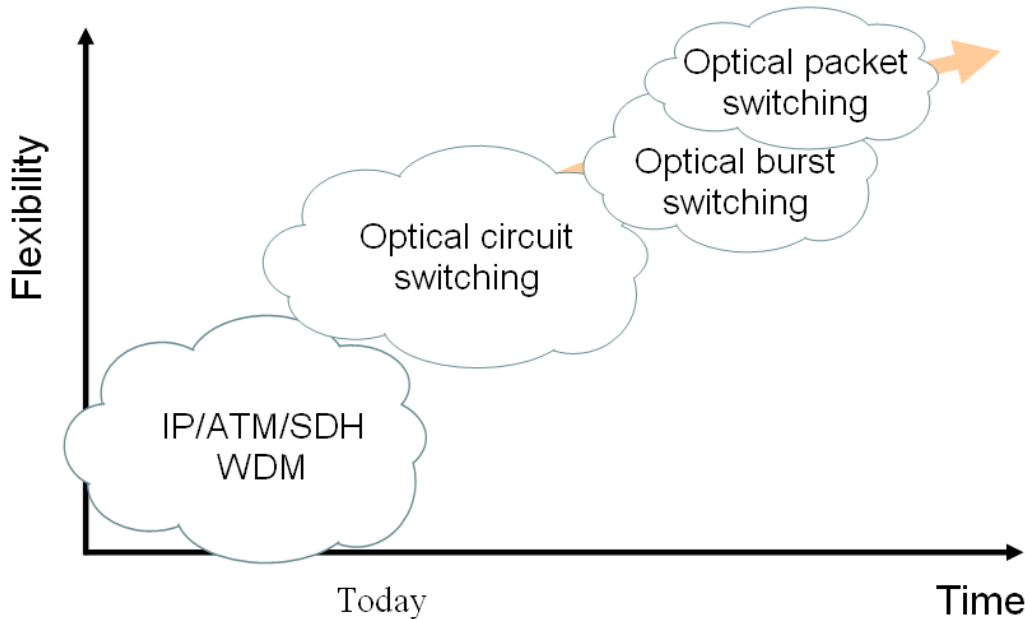 Optical packet
switching
Optical burst
switching
Optical circuit
switching
Flexibility
IP/ATM/SDH
WDM
Today
Time